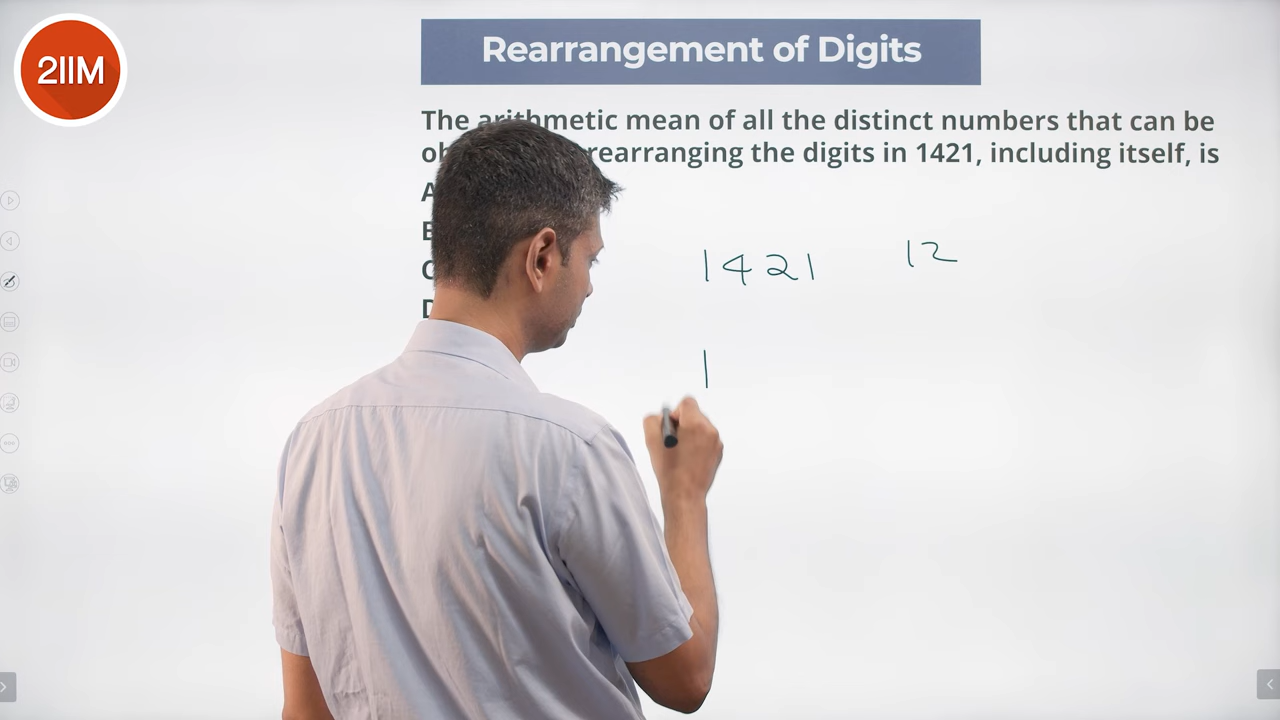 2IIM
Rearrangement of Digits
The arithmetic mean of all the distinct numbers that can be
rearranging the digits in 1421, including itself, is
1421 12
1